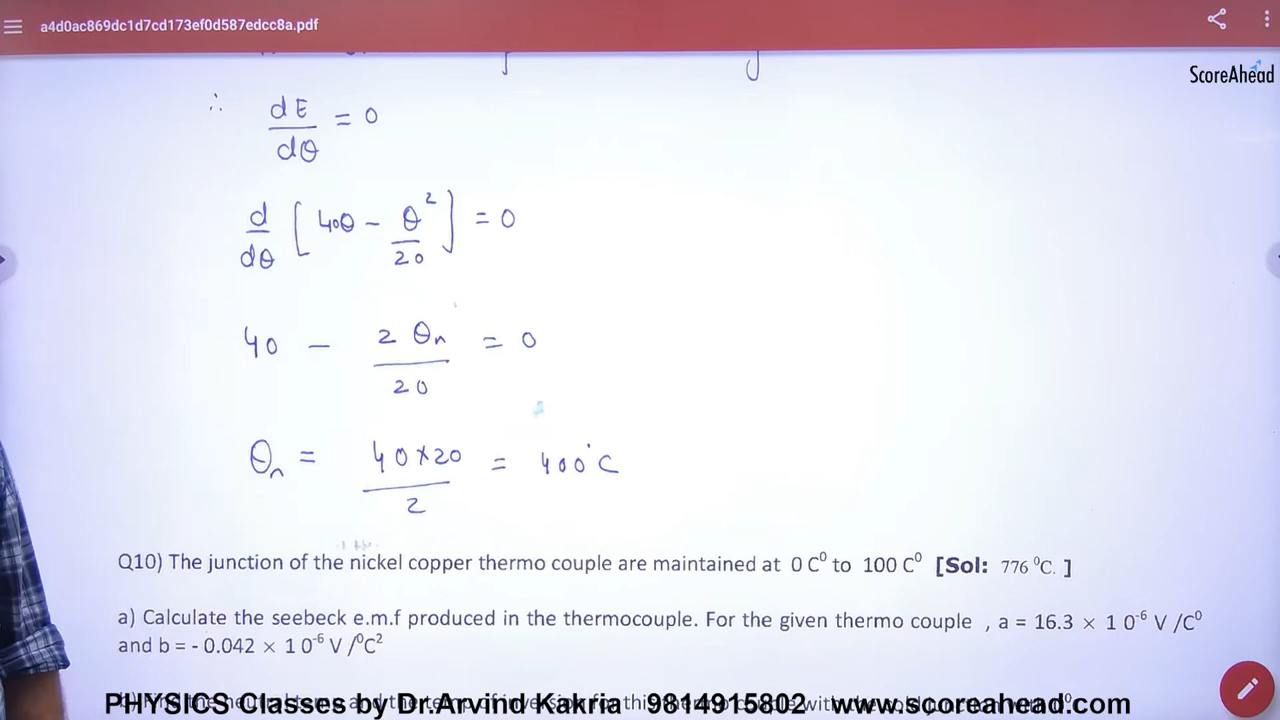 a4d0ac869dc1d7cd173ef0d587edcc8a.pdf
ScoreAhead
∴ dE/dθ = 0
d/dθ [40θ - θ²/20] = 0
40 - 2θn/20 = 0
θn = 40×20/2 = 400°C
Q10) The junction of the nickel copper thermo couple are maintained at 0 C⁰ to 100 C⁰ [Sol: 776 ⁰C. ]
a) Calculate the seebeck e.m.f produced in the thermocouple. For the given thermo couple , a = 16.3 × 1 0⁻⁶ V /C⁰
and b = - 0.042 × 1 0⁻⁶ V /⁰C²
PHYSICS Classes by Dr.Arvind Kahria 9814915802 www.scoreahead.com